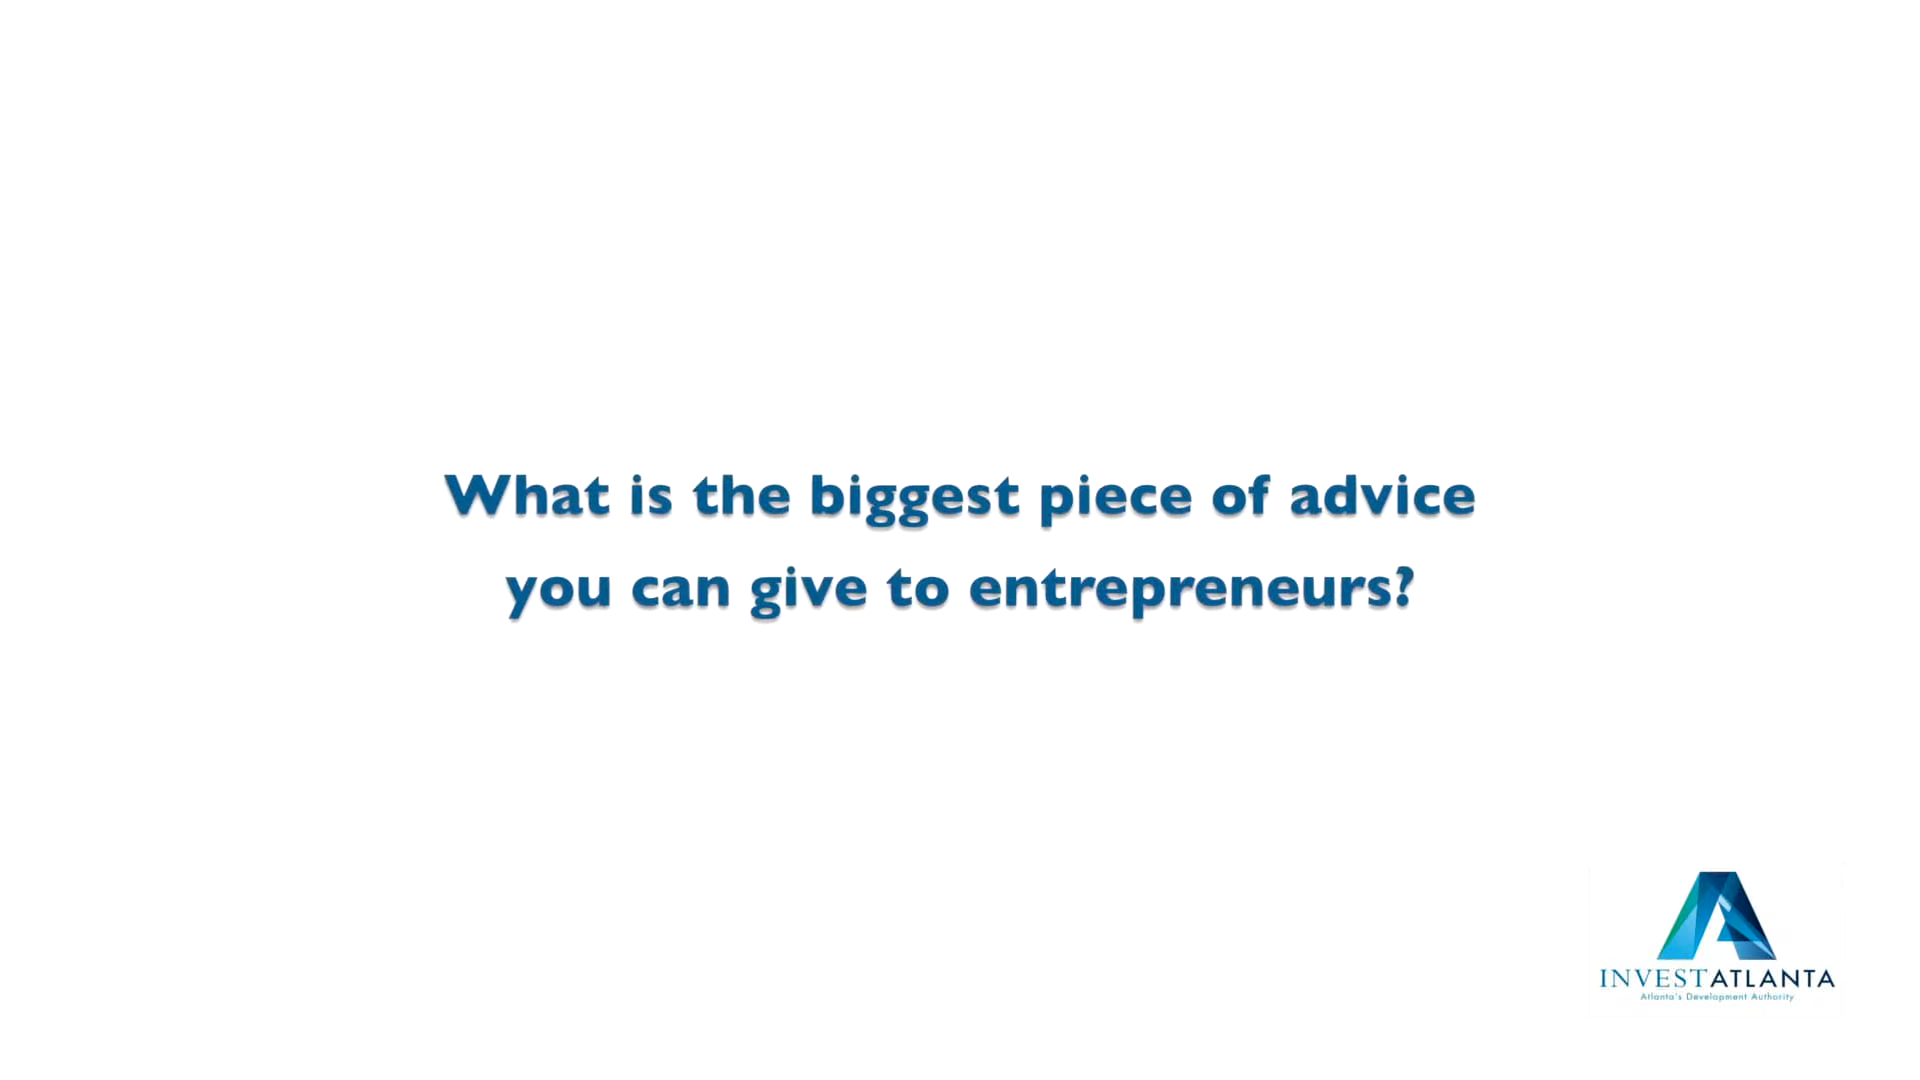 What is the biggest piece of advice
you can give to entrepreneurs?
INVESTATLANTA
Atlanta's Development Authority